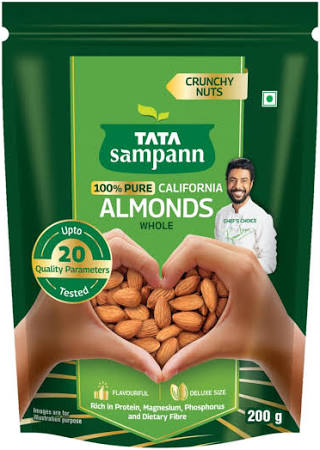 CRUNCHY
NUTS
TATA
sampann
100% PURE CALIFORNIA
ALMONDS
WHOLE
CHEF'S CHOICE
Upto
20
Quality Parameters
Tested
FLAVOURFUL
DELUXE SIZE
Rich in Protein, Magnesium, Phosphorus
and Dietary Fibre
Images are for
illustration purpose
200 g